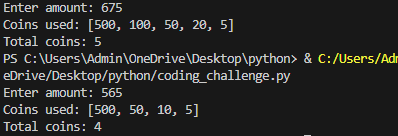 Enter amount: 675
Coins used: [500, 100, 50, 20, 5]
Total coins: 5
PS C:\Users\Admin\OneDrive\Desktop\python> & C:/Users/Adm
eDrive/Desktop/python/coding_challenge.py
Enter amount: 565
Coins used: [500, 50, 10, 5]
Total coins: 4